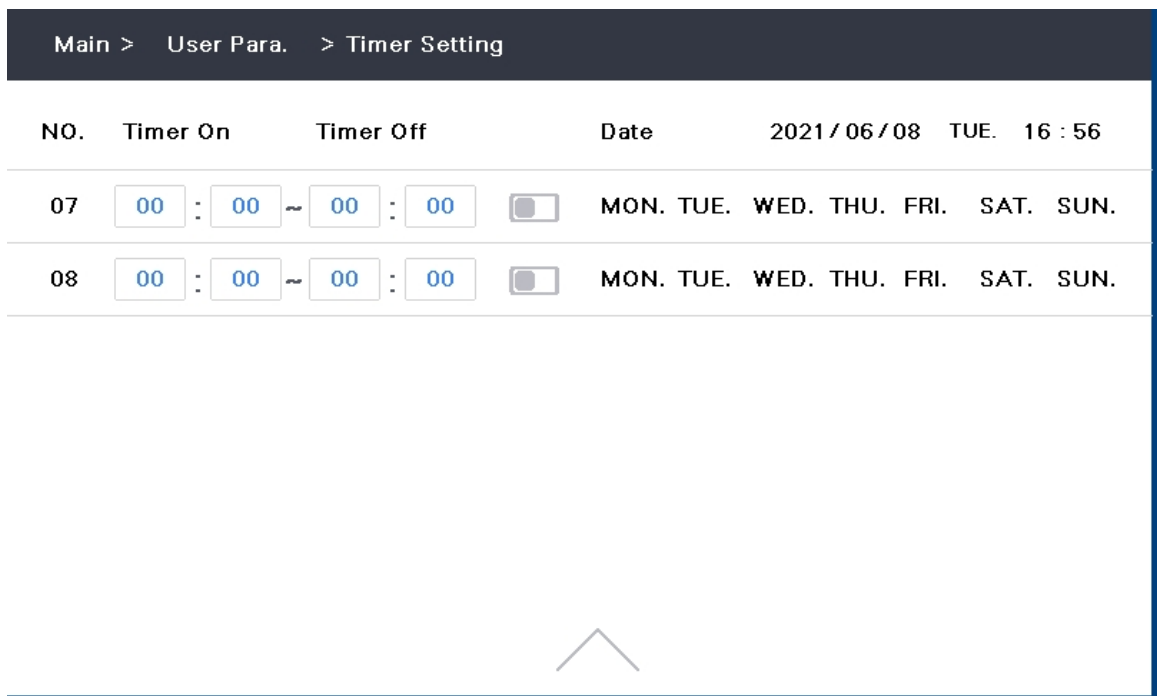 Main > User Para. > Timer Setting
NO. Timer On Timer Off Date 2021/06/08 TUE. 16:56
07 00 : 00 ~ 00 : 00 MON. TUE. WED. THU. FRI. SAT. SUN.
08 00 : 00 ~ 00 : 00 MON. TUE. WED. THU. FRI. SAT. SUN.